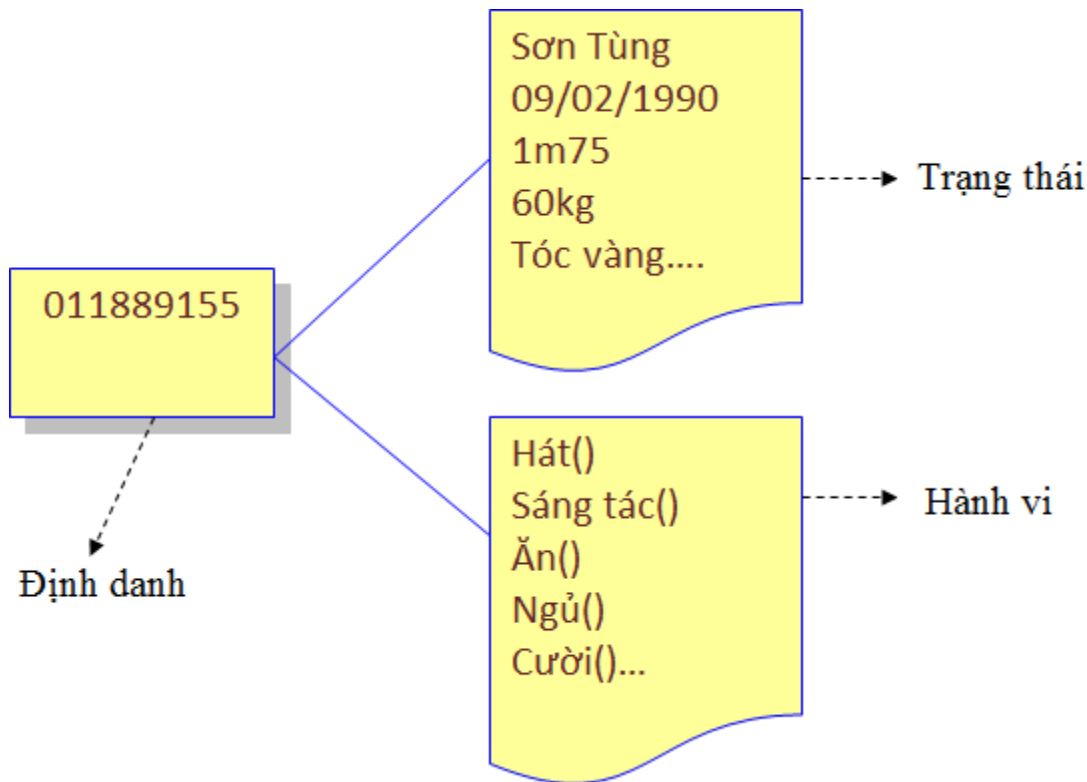 Sơn Tùng
09/02/1990
1m75
60kg
Tóc vàng....
Trạng thái
011889155
Định danh
Hát()
Sáng tác()
Ăn()
Ngủ()
Cười()...
Hành vi